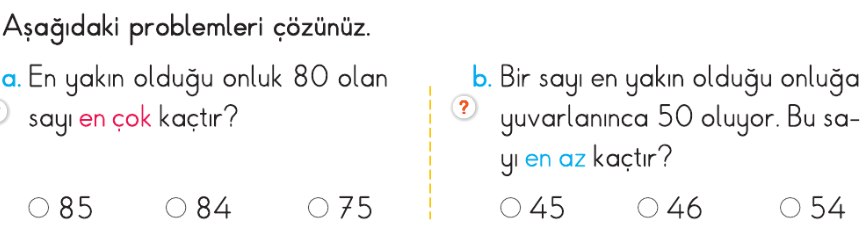 Aşağıdaki problemleri çözünüz.
a. En yakın olduğu onluk 80 olan
sayı en çok kaçtır?
85 84 75
b. Bir sayı en yakın olduğu onluğa
? yuvarlanınca 50 oluyor. Bu sa-
yı en az kaçtır?
45 46 54